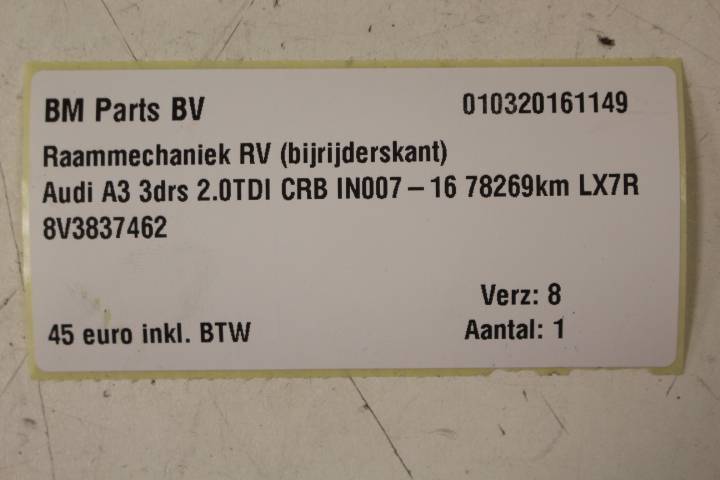 BM Parts BV 010320161149
Raammechaniek RV (bijrijderskant)
Audi A3 3drs 2.0TDI CRB IN007 – 16 78269km LX7R
8V3837462
Verz: 8
45 euro inkl. BTW Aantal: 1